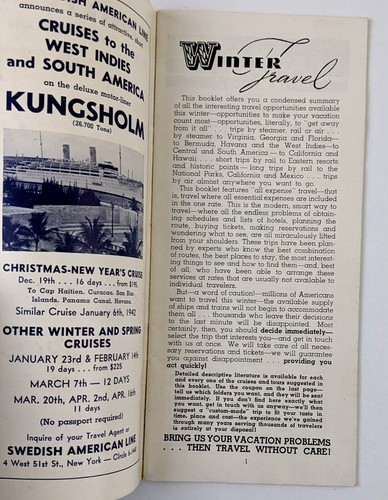 SWEDISH AMERICAN LINE
announces a series of attractive, short
CRUISES to the
WEST INDIES
and SOUTH AMERICA
on the deluxe motor-liner
KUNGSHOLM
(26,700 Tons)
CHRISTMAS-NEW YEAR'S CRUISE
Dec. 19th . . . 16 days . . . from $195
To Cap Haitien, Curacao, San Blas
Islands, Panama Canal, Havana.
Similar Cruise January 6th, 1942
OTHER WINTER AND SPRING
CRUISES
JANUARY 23rd & FEBRUARY 14th
19 days . . . from $225
MARCH 7th — 12 DAYS
MAR. 20th, APR. 2nd, APR. 16th
11 days
(No passport required)
Inquire of your Travel Agent or
SWEDISH AMERICAN LINE
4 West 51st St., New York — Circle 6-1440
WINTER
Travel
This booklet offers you a condensed summary
of all the interesting travel opportunities available
this winter—opportunities to make your vacation
count most—opportunities, literally, to "get away
from it all" . . . trips by steamer, rail or air . . .
by steamer to Virginia, Georgia and Florida—
to Bermuda, Havana and the West Indies—to
Central and South America — to California and
Hawaii . . . short trips by rail to Eastern resorts
and historic points — long trips by rail to the
National Parks, California and Mexico . . . trips
by air almost anywhere you want to go.
This booklet features "all expense" travel—that
is, travel where all essential expenses are included
in the one rate. This is the modern, smart way to
travel—where all the endless problems of obtain-
ing schedules and lists of hotels, planning the
route, buying tickets, making reservations and
wondering what to see, are all miraculously lifted
from your shoulders. These trips have been plan-
ned by experts who know the best combination
of routes, the best places to stay, the most interest-
ing things to see and how to find them—and, best
of all, who have been able to arrange these
services at rates that are usually not available to
individual travelers.
But—a word of caution!—millions of Americans
want to travel this winter—the available supply
of ships and trains will not begin to accommodate
them all . . . thousands who leave their decisions
to the last minute will be disappointed. Most
certainly, then, you should decide immediately—
select the trip that interests you—and get in touch
with us at once. We will take care of all neces-
sary reservations and tickets—we will guarantee
you against disappointment . . . providing you
act quickly!
Detailed descriptive literature is available for each
and every one of the cruises and tours suggested in
this booklet. Use the coupon on the last page—
tell us which folders you want, and they will be sent
immediately. If you don't find here exactly what
you want, get in touch with us anyway—we'll then
suggest a "custom-made" trip to fit your taste in
time, place and cost—the experience we've gained
through many years serving thousands of travelers
is entirely at your disposal!
BRING US YOUR VACATION PROBLEMS
. . . THEN TRAVEL WITHOUT CARE!
1